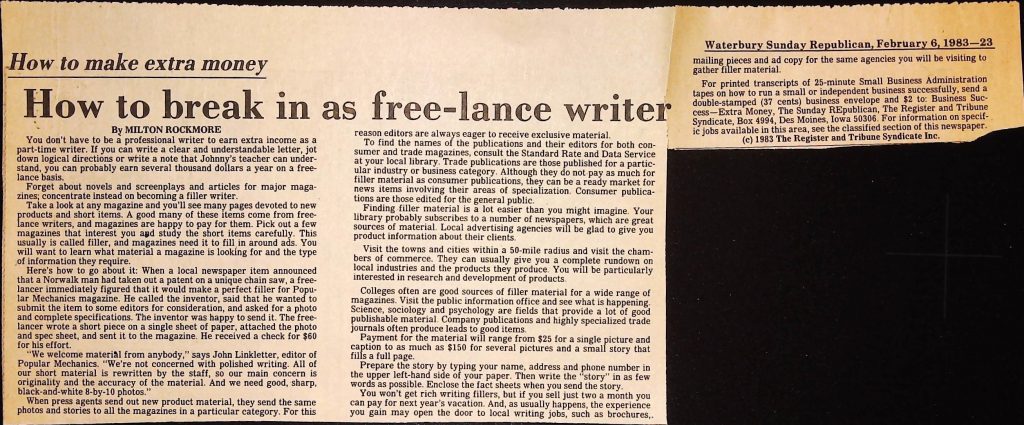 How to make extra money
How to break in as free-lance writer
By MILTON ROCKMORE
You don't have to be a professional writer to earn extra income as a
part-time writer. If you can write a clear and understandable letter, jot
down logical directions or write a note that Johnny's teacher can under-
stand, you can probably earn several thousand dollars a year on a free-
lance basis.
Forget about novels and screenplays and articles for major maga-
zines; concentrate instead on becoming a filler writer.
Take a look at any magazine and you'll see many pages devoted to new
products and short items. A good many of these items come from free-
lance writers, and magazines are happy to pay for them. Pick out a few
magazines that interest you and study the short items carefully. This
usually is called filler, and magazines need it to fill in around ads. You
will want to learn what material a magazine is looking for and the type
of information they require.
Here's how to go about it: When a local newspaper item announced
that a Norwalk man had taken out a patent on a unique chain saw, a free-
lancer immediately figured that it would make a perfect filler for Popu-
lar Mechanics magazine. He called the inventor, said that he wanted to
submit the item to some editors for consideration, and asked for a photo
and complete specifications. The inventor was happy to send it. The free-
lancer wrote a short piece on a single sheet of paper, attached the photo
and spec sheet, and sent it to the magazine. He received a check for $60
for his effort.
"We welcome material from anybody," says John Linkletter, editor of
Popular Mechanics. "We're not concerned with polished writing. All of
our short material is rewritten by the staff, so our main concern is
originality and the accuracy of the material. And we need good, sharp,
black-and-white 8-by-10 photos."
When press agents send out new product material, they send the same
photos and stories to all the magazines in a particular category. For this
reason editors are always eager to receive exclusive material.
To find the names of the publications and their editors for both con-
sumer and trade magazines, consult the Standard Rate and Data Service
at your local library. Trade publications are those published for a partic-
ular industry or business category. Although they do not pay as much for
filler material as consumer publications, they can be a ready market for
news items involving their areas of specialization. Consumer publica-
tions are those edited for the general public.
Finding filler material is a lot easier than you might imagine. Your
library probably subscribes to a number of newspapers, which are great
sources of material. Local advertising agencies will be glad to give you
product information about their clients.
Visit the towns and cities within a 50-mile radius and visit the cham-
bers of commerce. They can usually give you a complete rundown on
local industries and the products they produce. You will be particularly
interested in research and development of products.
Colleges often are good sources of filler material for a wide range of
magazines. Visit the public information office and see what is happening.
Science, sociology and psychology are fields that provide a lot of good
publishable material. Company publications and highly specialized trade
journals often produce leads to good items.
Payment for the material will range from $25 for a single picture and
caption to as much as $150 for several pictures and a small story that
fills a full page.
Prepare the story by typing your name, address and phone number in
the upper left-hand side of your paper. Then write the "story" in as few
words as possible. Enclose the fact sheets when you send the story.
You won't get rich writing fillers, but if you sell just two a month you
can pay for next year's vacation. And, as usually happens, the experience
you gain may open the door to local writing jobs, such as brochures,
Waterbury Sunday Republican, February 6, 1983—23
mailing pieces and ad copy for the same agencies you will be visiting to
gather filler material.
For printed transcripts of 25-minute Small Business Administration
tapes on how to run a small or independent business successfully, send a
double-stamped (37 cents) business envelope and $2 to: Business Suc-
cess—Extra Money, The Sunday REpublican, The Register and Tribune
Syndicate, Box 4994, Des Moines, Iowa 50306. For information on specif-
ic jobs available in this area, see the classified section of this newspaper.
(c) 1983 The Register and Tribune Syndicate Inc.